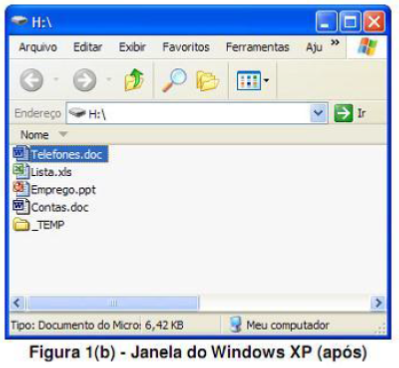 H:\
Arquivo Editar Exibir Favoritos Ferramentas Aju »
Endereço H:\ Ir
Nome
Telefones.doc
Lista.xls
Emprego.ppt
Contas.doc
_TEMP
Tipo: Documento do Micro: 6,42 KB Meu computador
Figura 1(b) - Janela do Windows XP (após)